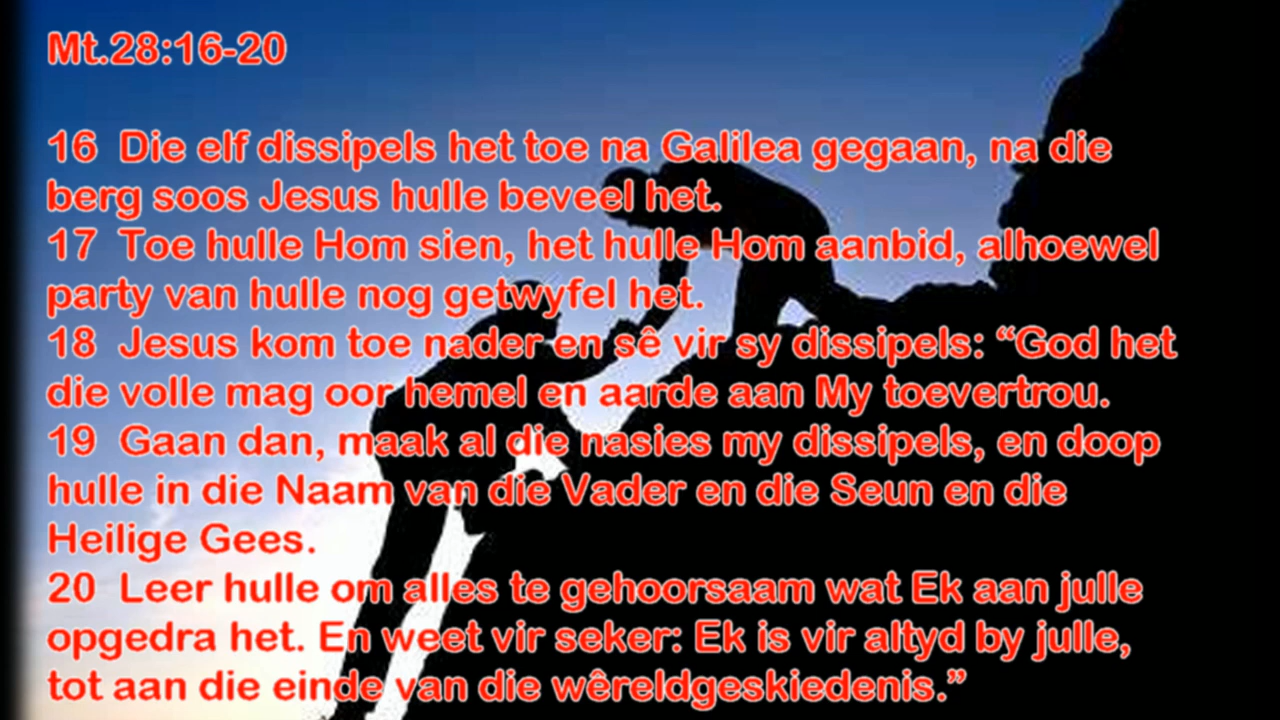 Mt.28:16-20
16 Die elf dissipels het toe na Galilea gegaan, na die
berg soos Jesus hulle beveel het.
17 Toe hulle Hom sien, het hulle Hom aanbid, alhoewel
party van hulle nog getwyfel het.
18 Jesus kom toe nader en sê vir sy dissipels: “God het
die volle mag oor hemel en aarde aan My toevertrou.
19 Gaan dan, maak al die nasies my dissipels, en doop
hulle in die Naam van die Vader en die Seun en die
Heilige Gees.
20 Leer hulle om alles te gehoorsaam wat Ek aan julle
opgedra het. En weet vir seker: Ek is vir altyd by julle,
tot aan die einde van die wêreldgeskiedenis.”